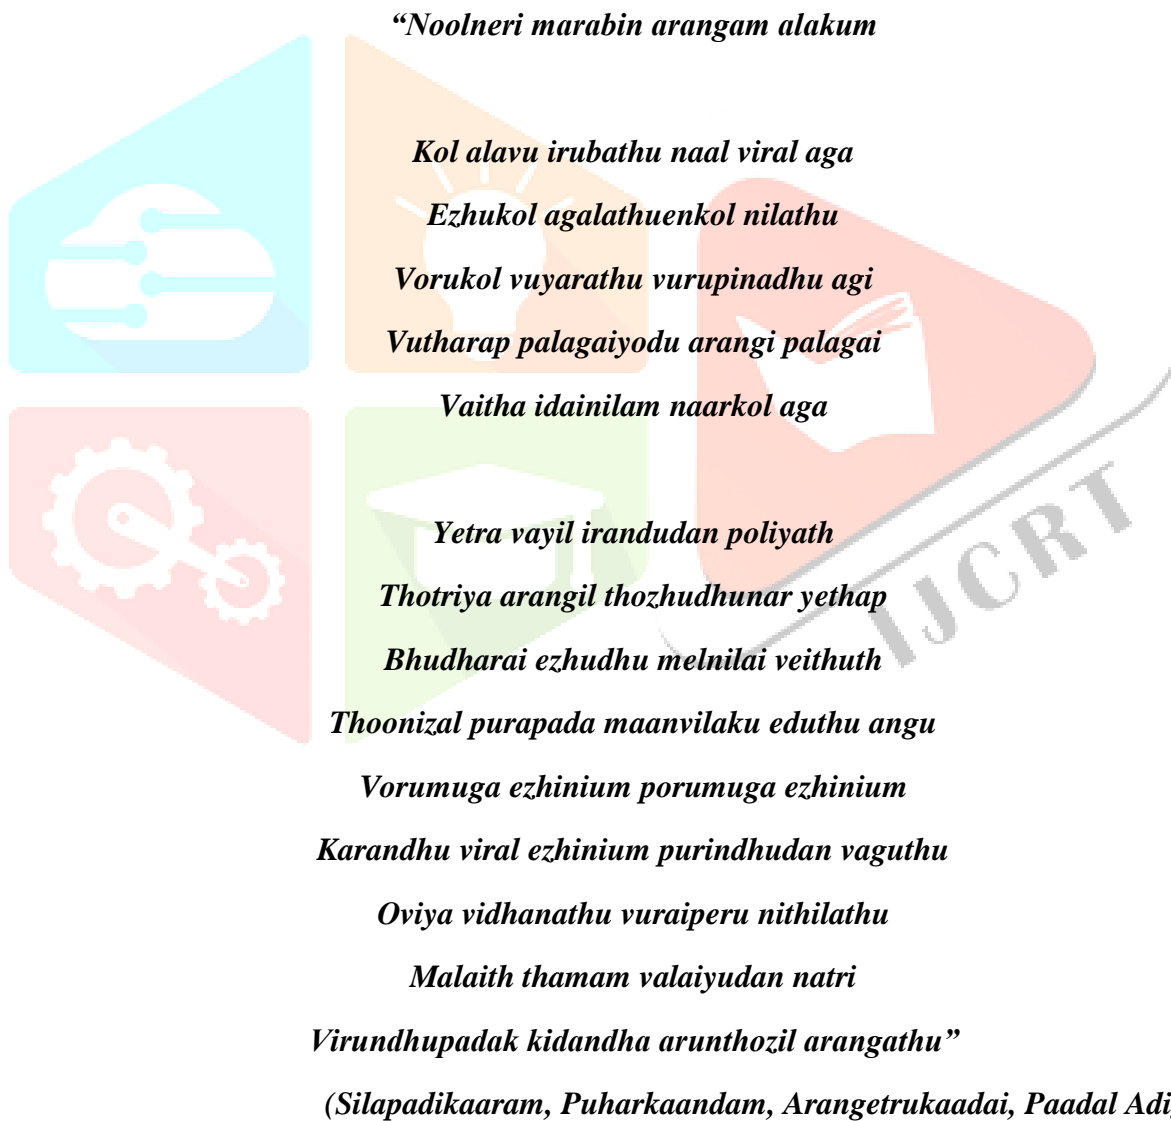 “Noolneri marabin arangam alakum
Kol alavu irubathu naal viral aga
Ezhukol agalathuenkol nilathu
Vorukol vuyarathu vurupinadhu agi
Vutharap palagaiyodu arangi palagai
Vaitha idainilam naarkol aga
Yetra vayil irandudan poliyath
Thotriya arangil thozhudhunar yethap
Bhudharai ezhudhu melnilai veithuth
Thoonizal purapada maanvilaku eduthu angu
Vorumuga ezhinium porumuga ezhinium
Karandhu viral ezhinium purindhudan vaguthu
Oviya vidhanathu vuraiperu nithilathu
Malaith thamam valaiyudan natri
Virundhupadak kidandha arunthozil arangathu”
(Silapadikaaram, Puharkaandam, Arangetrukaadai, Paadal Adi,
IJCRT